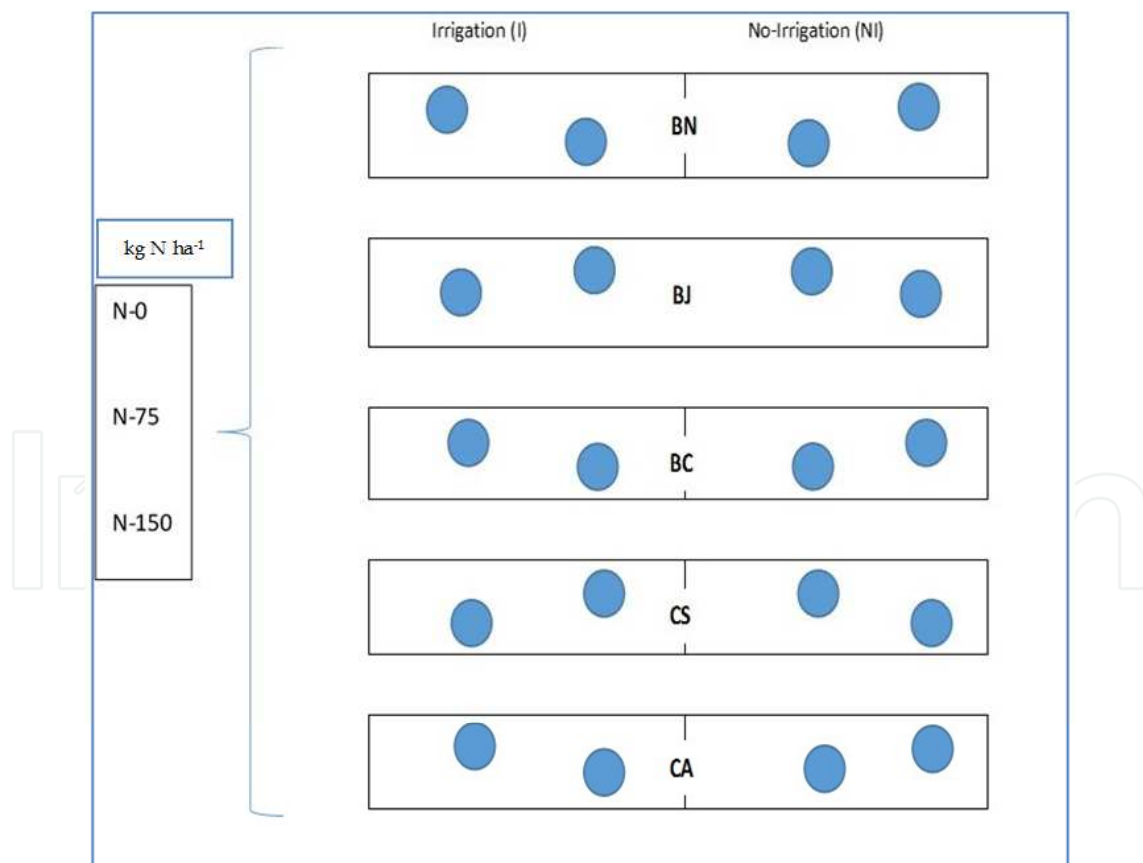 Irrigation (I) No-Irrigation (NI)
BN
kg N ha⁻¹
BJ
N-0
N-75
BC
N-150
CS
CA